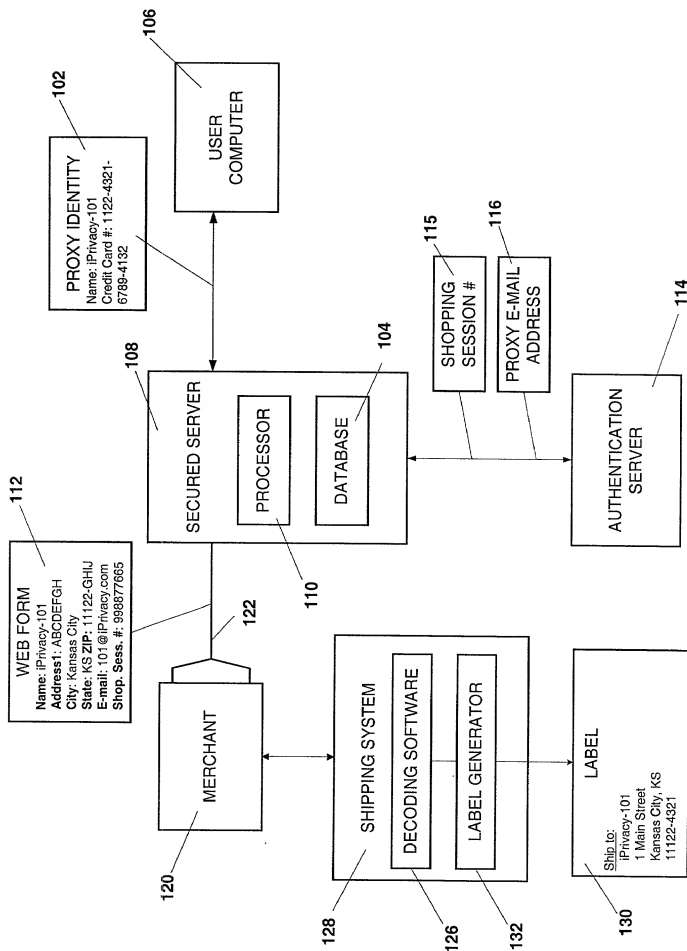 106
102
PROXY IDENTITY
Name: iPrivacy-101
Credit Card #: 1122-4321-
6789-4132
USER
COMPUTER
108
SECURED SERVER
PROCESSOR
110
DATABASE
104
115
SHOPPING
SESSION #
116
PROXY E-MAIL
ADDRESS
114
AUTHENTICATION
SERVER
112
WEB FORM
Name: iPrivacy-101
Address1: ABCDEFGH
City: Kansas City
State: KS ZIP: 11122-GHIJ
E-mail: 101@iPrivacy.com
Shop. Sess. #: 998877665
122
MERCHANT
120
SHIPPING SYSTEM
DECODING SOFTWARE
LABEL GENERATOR
128
126
132
LABEL
Ship to:
iPrivacy-101
1 Main Street
Kansas City, KS
11122-4321
130